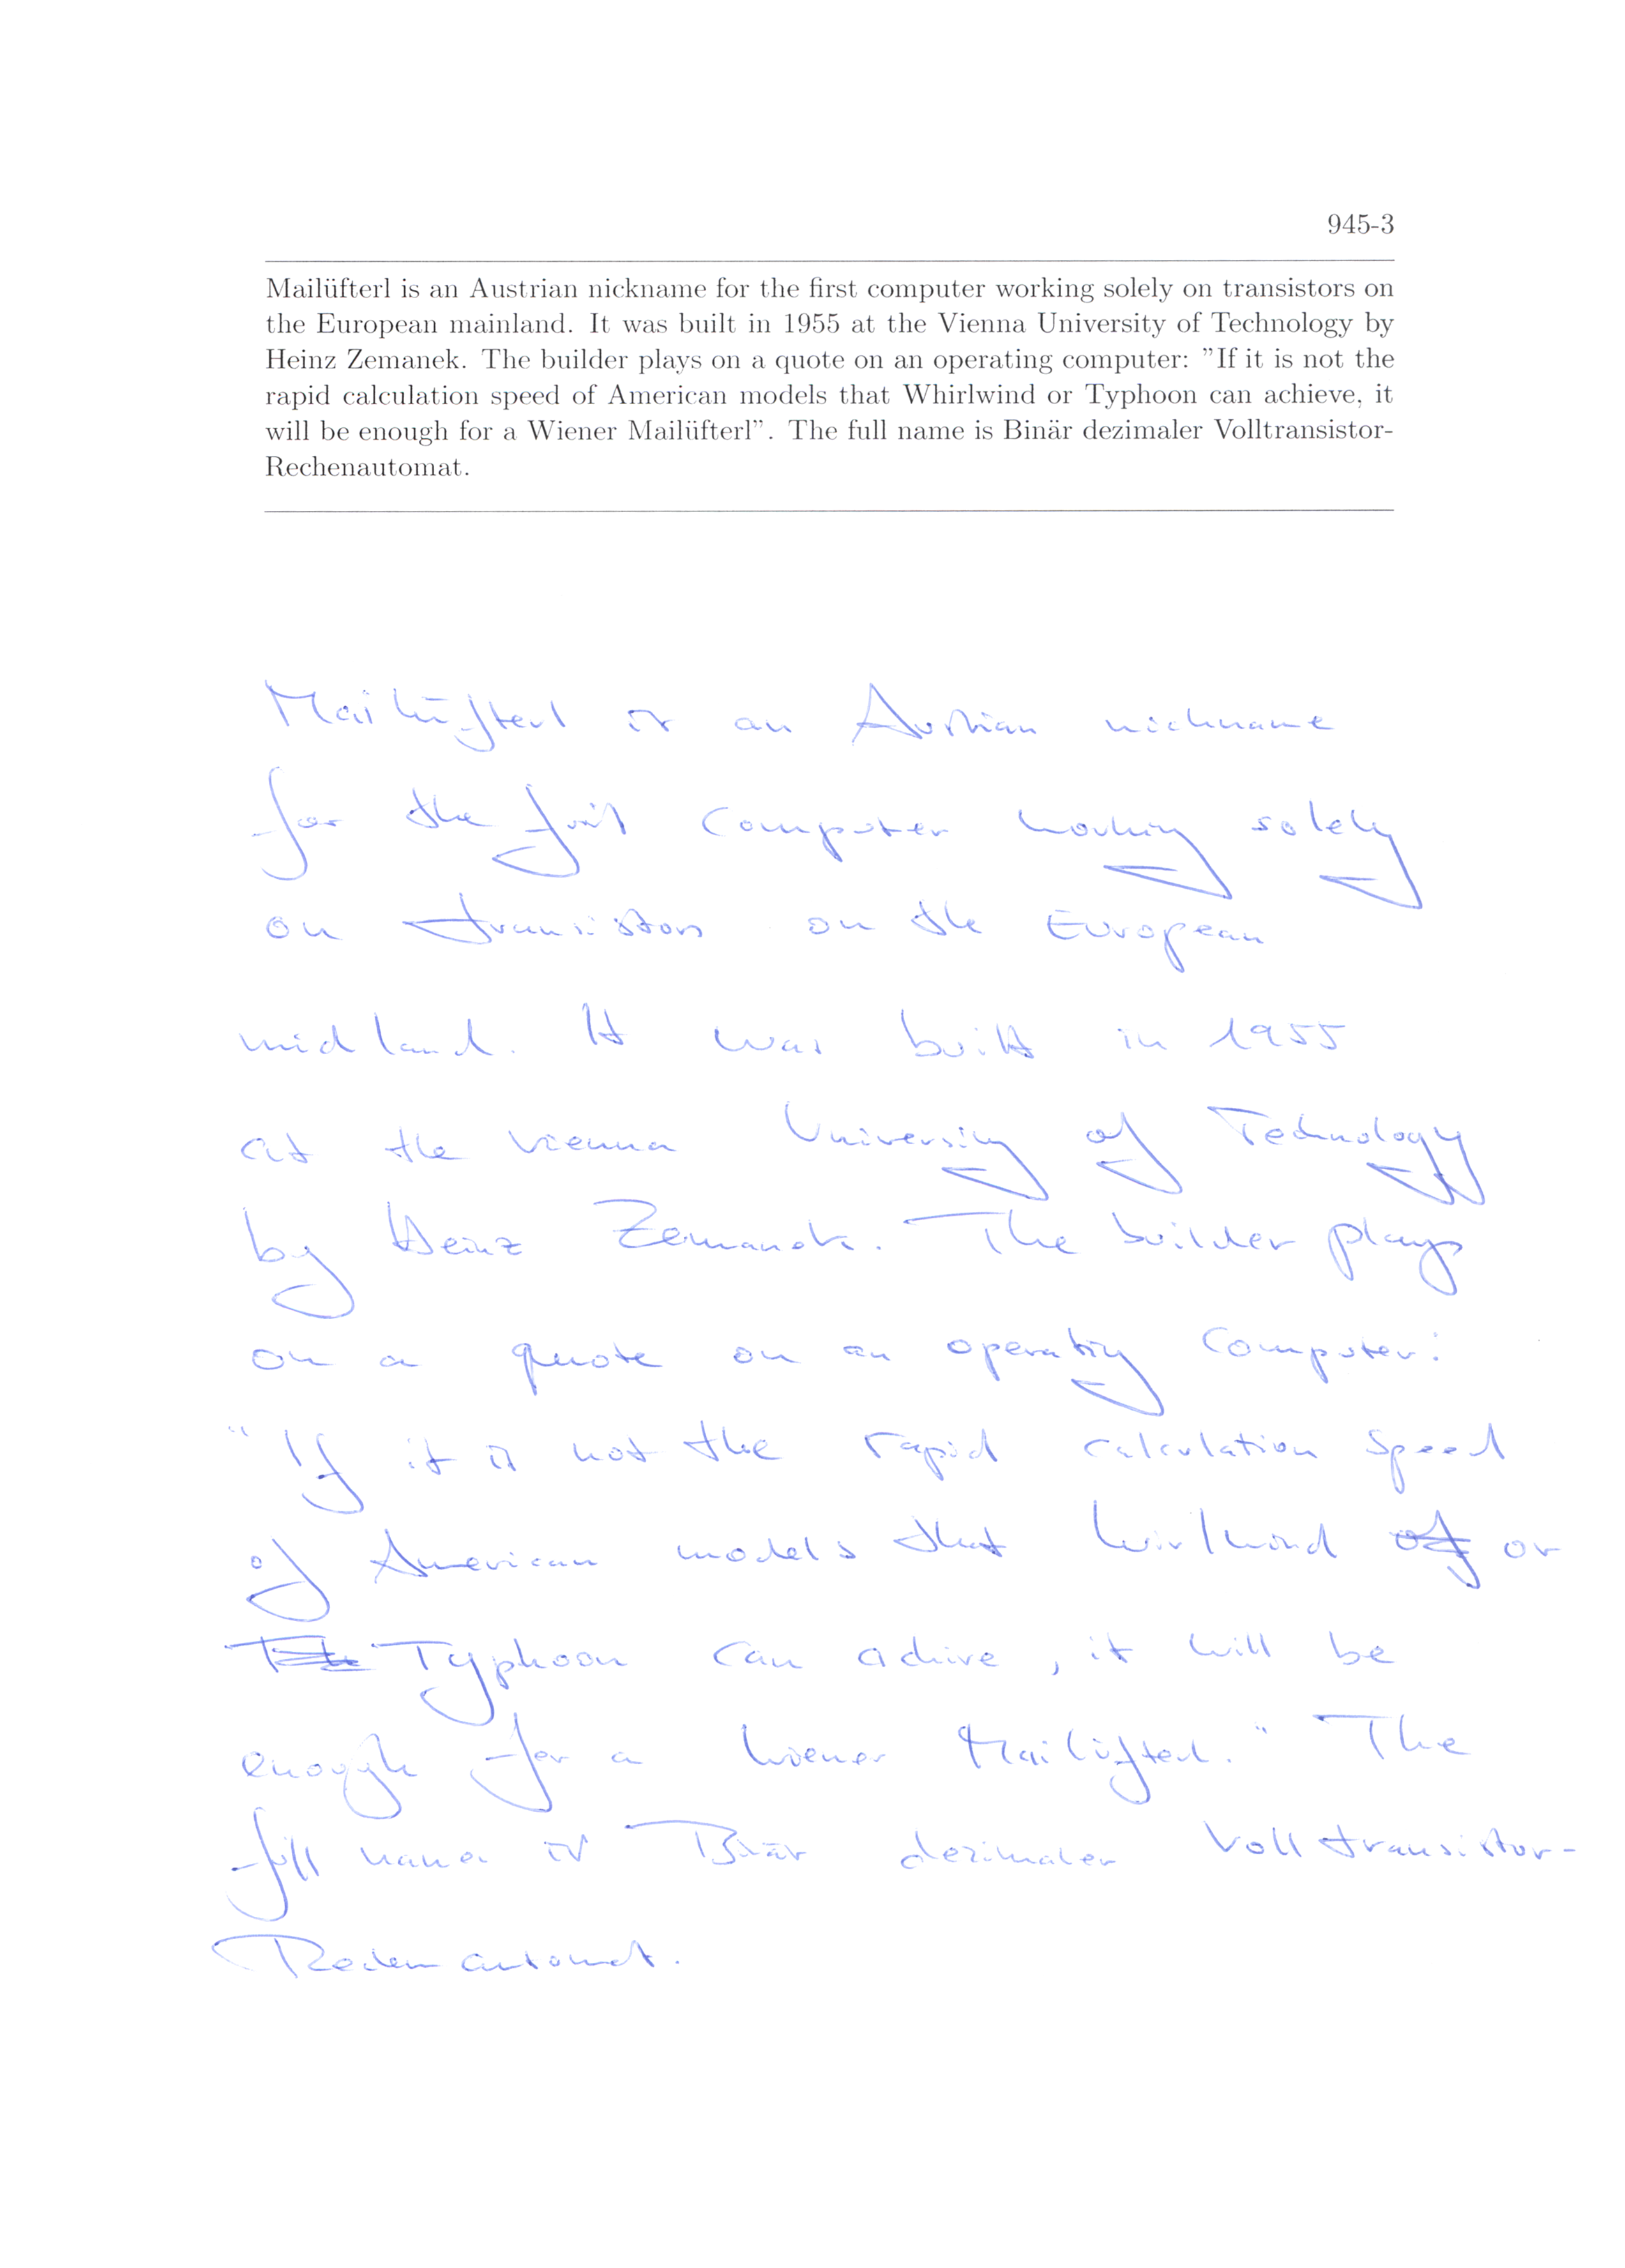 945-3
Mailüfterl is an Austrian nickname for the first computer working solely on transistors on
the European mainland. It was built in 1955 at the Vienna University of Technology by
Heinz Zemanek. The builder plays on a quote on an operating computer: "If it is not the
rapid calculation speed of American models that Whirlwind or Typhoon can achieve, it
will be enough for a Wiener Mailüfterl". The full name is Binär dezimaler Volltransistor-
Rechenautomat.
Mailüfterl is an Austrian nickname
for the first computer working solely
on transistors on the European
midland. It was built in 1955
at the Vienna University of Technology
by Heinz Zemanek. The builder plays
on a quote on an operating computer:
"If it is not the rapid calculation speed
of American models that Wirlwind of or
Typhoon can achive, it will be
enough for a Wiener Mailüfterl." The
full name is Binär dezimaler Volltransistor-
Rechenautomat.